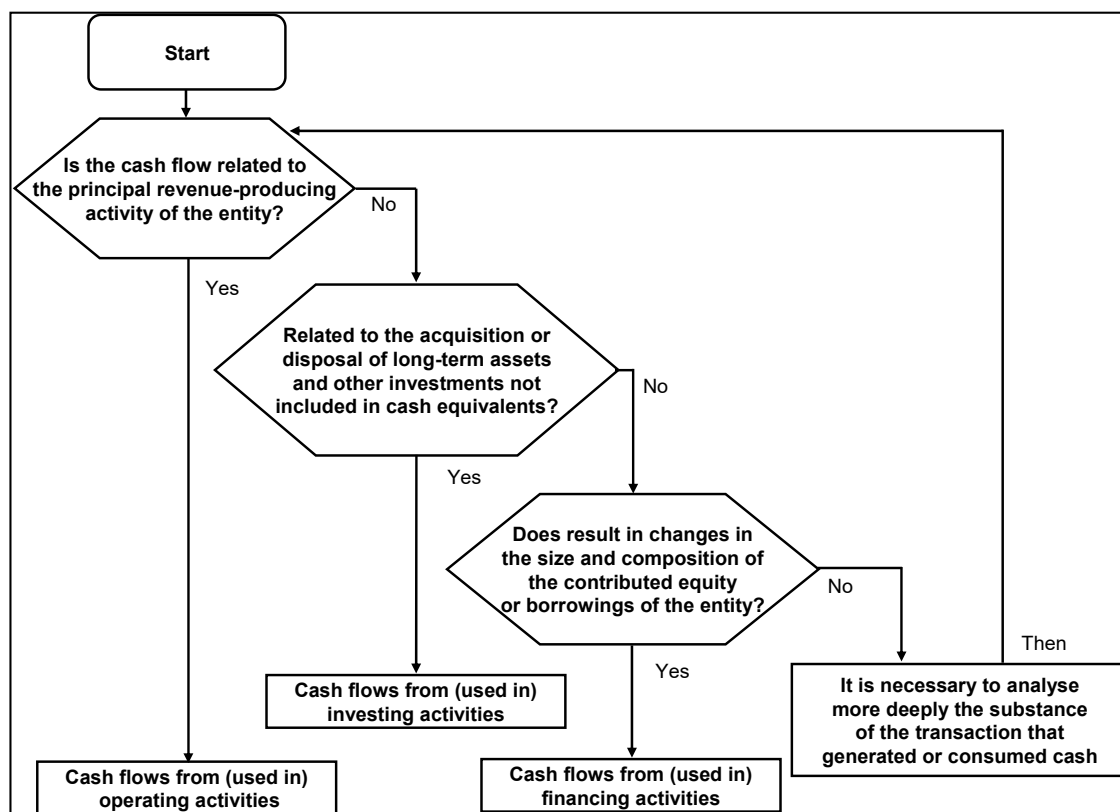 Start
Is the cash flow related to
the principal revenue-producing
activity of the entity?
No
Yes
Related to the acquisition or
disposal of long-term assets
and other investments not
included in cash equivalents?
No
Yes
Does result in changes in
the size and composition of
the contributed equity
or borrowings of the entity?
No
Yes
Then
It is necessary to analyse
more deeply the substance
of the transaction that
generated or consumed cash
Cash flows from (used in)
investing activities
Cash flows from (used in)
operating activities
Cash flows from (used in)
financing activities